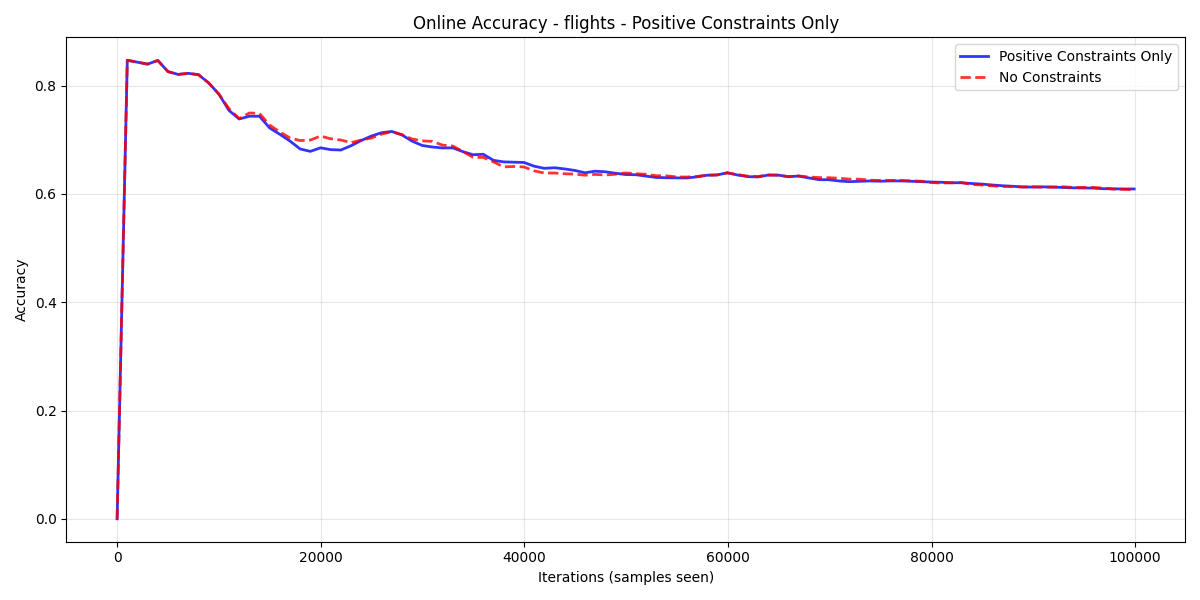 Online Accuracy - flights - Positive Constraints Only
Positive Constraints Only
No Constraints
Accuracy
0.8
0.6
0.4
0.2
0.0
0
20000
40000
60000
80000
100000
Iterations (samples seen)